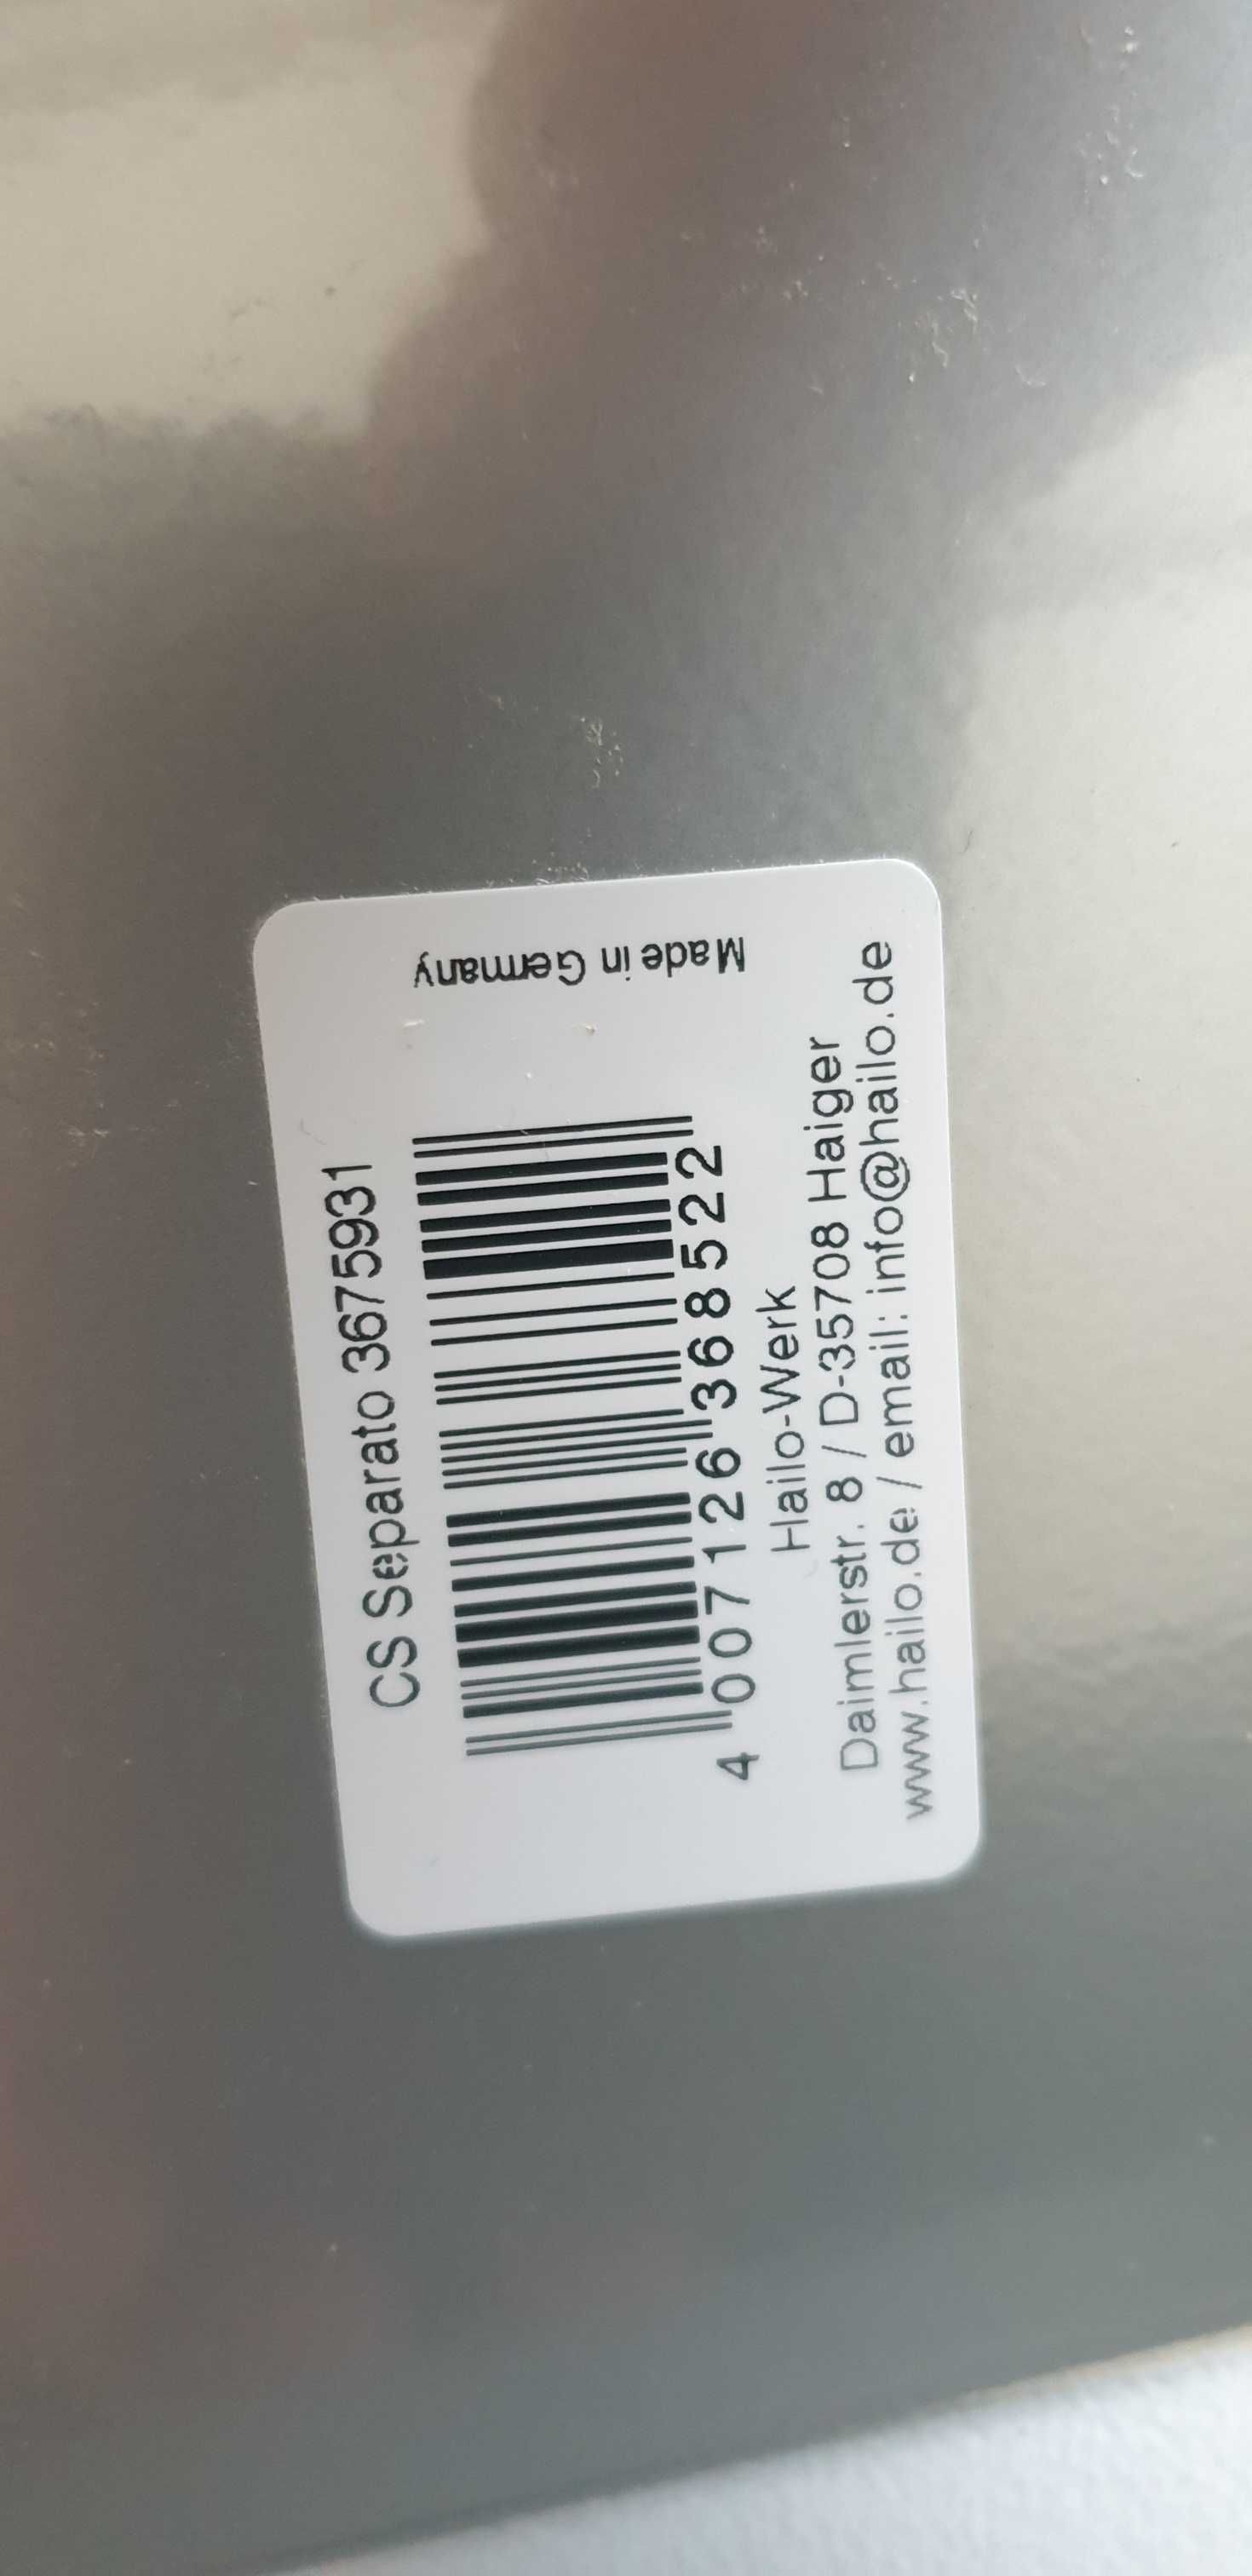 CS Separato 3675931
4 007126 368522
Hailo-Werk
Daimlerstr. 8 / D-35708 Haiger
www.hailo.de / email: info@hailo.de
Made in Germany